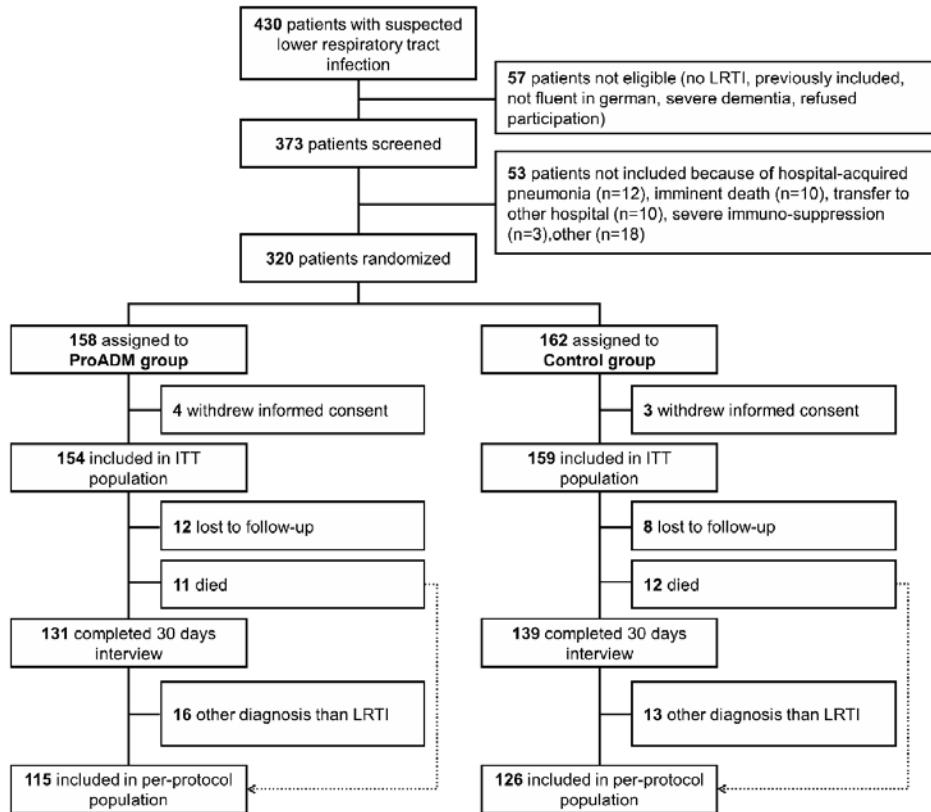 430 patients with suspected
lower respiratory tract
infection
57 patients not eligible (no LRTI, previously included,
not fluent in german, severe dementia, refused
participation)
373 patients screened
53 patients not included because of hospital-acquired
pneumonia (n=12), imminent death (n=10), transfer to
other hospital (n=10), severe immuno-suppression
(n=3),other (n=18)
320 patients randomized
158 assigned to
ProADM group
162 assigned to
Control group
4 withdrew informed consent
3 withdrew informed consent
154 included in ITT
population
159 included in ITT
population
12 lost to follow-up
8 lost to follow-up
11 died
12 died
131 completed 30 days
interview
139 completed 30 days
interview
16 other diagnosis than LRTI
13 other diagnosis than LRTI
115 included in per-protocol
population
126 included in per-protocol
population